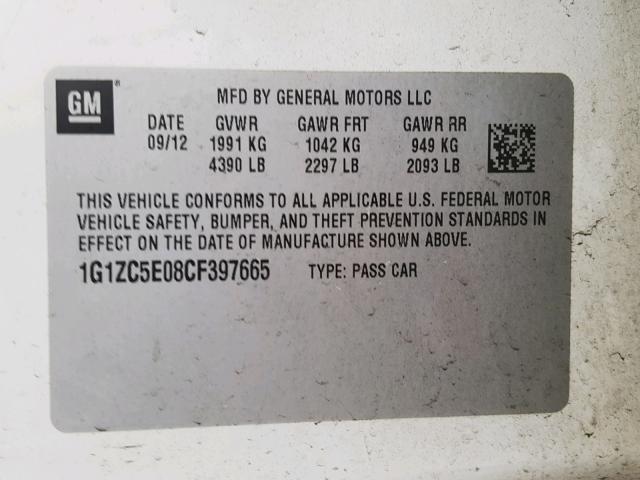 GM®
MFD BY GENERAL MOTORS LLC
DATE GVWR GAWR FRT GAWR RR
09/12 1991 KG 1042 KG 949 KG
4390 LB 2297 LB 2093 LB
THIS VEHICLE CONFORMS TO ALL APPLICABLE U.S. FEDERAL MOTOR
VEHICLE SAFETY, BUMPER, AND THEFT PREVENTION STANDARDS IN
EFFECT ON THE DATE OF MANUFACTURE SHOWN ABOVE.
1G1ZC5E08CF397665 TYPE: PASS CAR